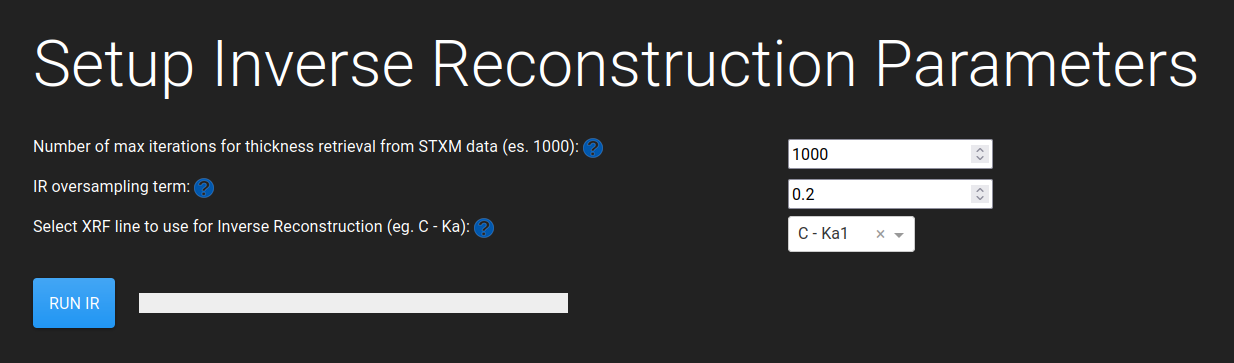 Setup Inverse Reconstruction Parameters
Number of max iterations for thickness retrieval from STXM data (es. 1000): ?
1000
IR oversampling term: ?
0.2
Select XRF line to use for Inverse Reconstruction (eg. C - Ka): ?
C - Ka1 ×
RUN IR